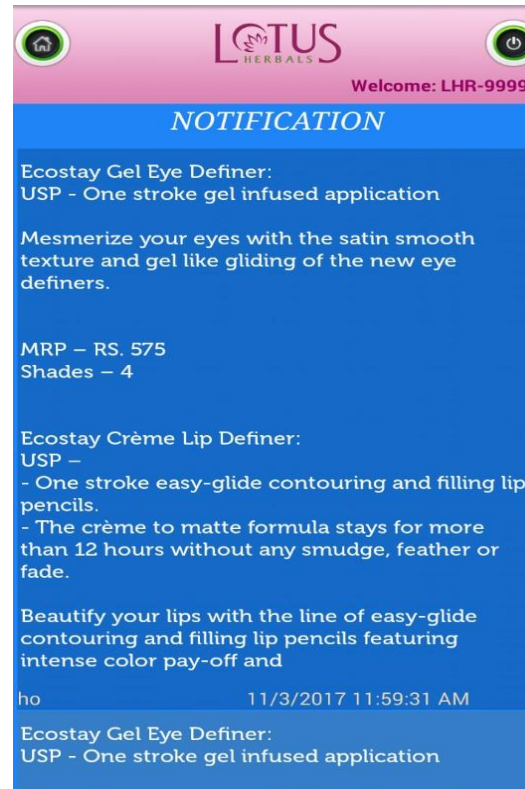 LOTUS
HERBALS
Welcome: LHR-9999
NOTIFICATION
Ecostay Gel Eye Definer:
USP - One stroke gel infused application
Mesmerize your eyes with the satin smooth
texture and gel like gliding of the new eye
definers.
MRP – RS. 575
Shades – 4
Ecostay Crème Lip Definer:
USP –
- One stroke easy-glide contouring and filling lip
pencils.
- The crème to matte formula stays for more
than 12 hours without any smudge, feather or
fade.
Beautify your lips with the line of easy-glide
contouring and filling lip pencils featuring
intense color pay-off and
ho 11/3/2017 11:59:31 AM
Ecostay Gel Eye Definer:
USP - One stroke gel infused application